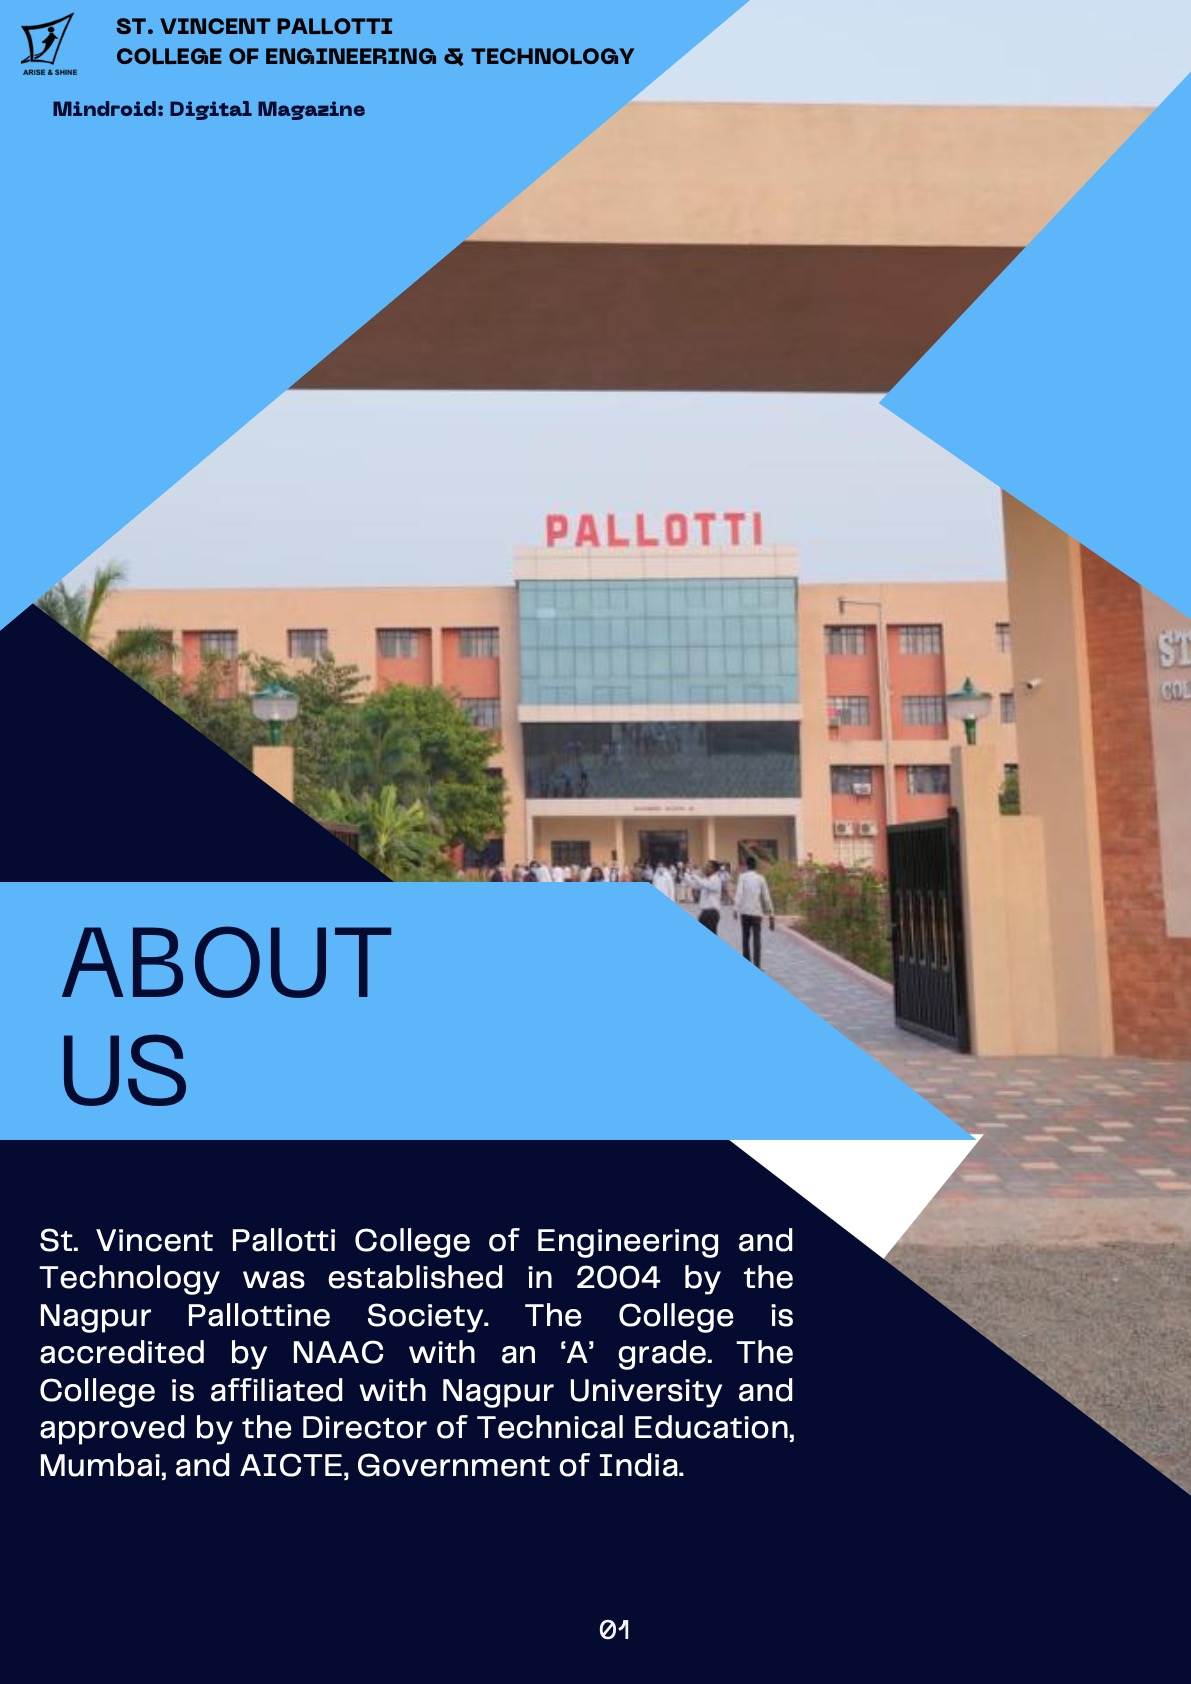 ST. VINCENT PALLOTTI
COLLEGE OF ENGINEERING & TECHNOLOGY
ARISE & SHINE
Mindroid: Digital Magazine
PALLOTTI
ST
COL
ABOUT
US
St. Vincent Pallotti College of Engineering and
Technology was established in 2004 by the
Nagpur Pallottine Society. The College is
accredited by NAAC with an ‘A’ grade. The
College is affiliated with Nagpur University and
approved by the Director of Technical Education,
Mumbai, and AICTE, Government of India.
01